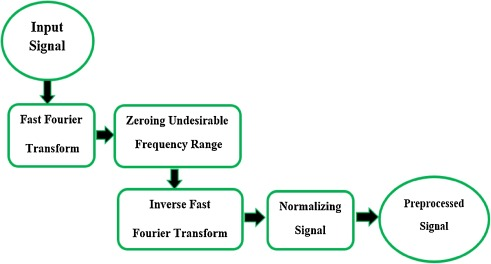 Input
Signal
Fast Fourier
Transform
Zeroing Undesirable
Frequency Range
Inverse Fast
Fourier Transform
Normalizing
Signal
Preprocessed
Signal